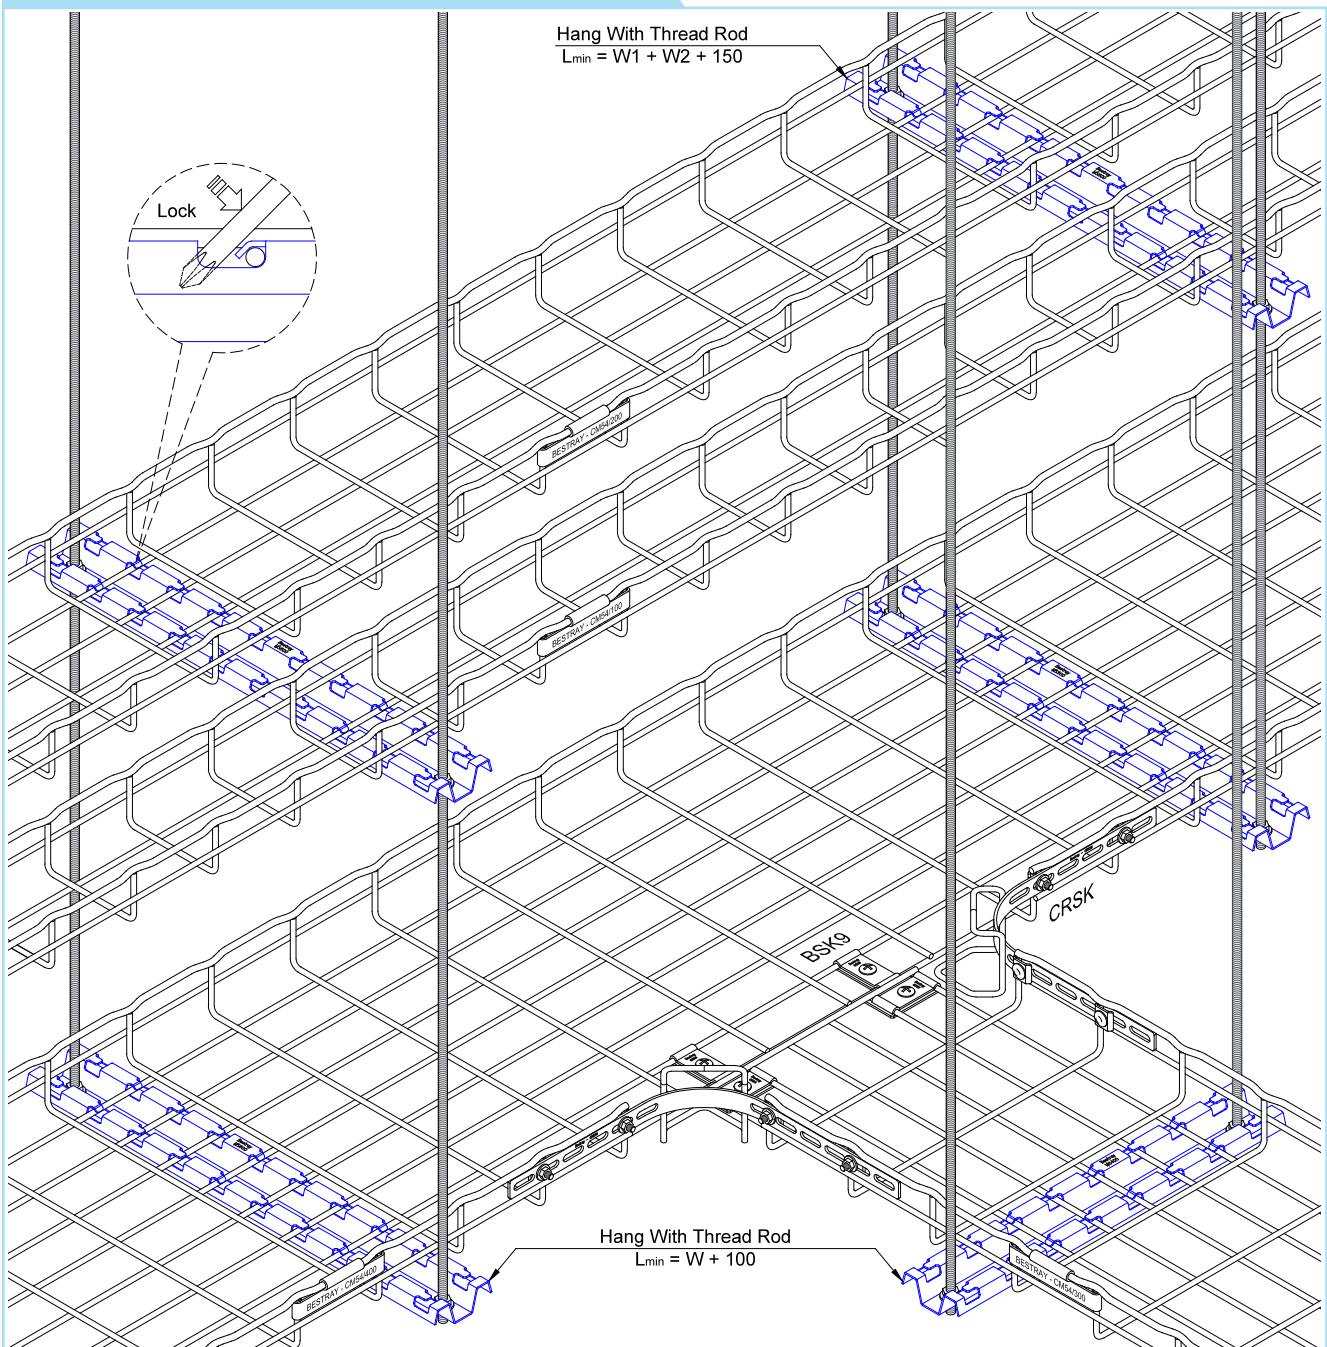 Hang With Thread Rod
Lmin = W1 + W2 + 150
Lock
BESTRAY - CM54/200
BESTRAY - CM54/100
CRSK
BSK9
Hang With Thread Rod
Lmin = W + 100
BESTRAY - CM54/400
BESTRAY - CM54/300